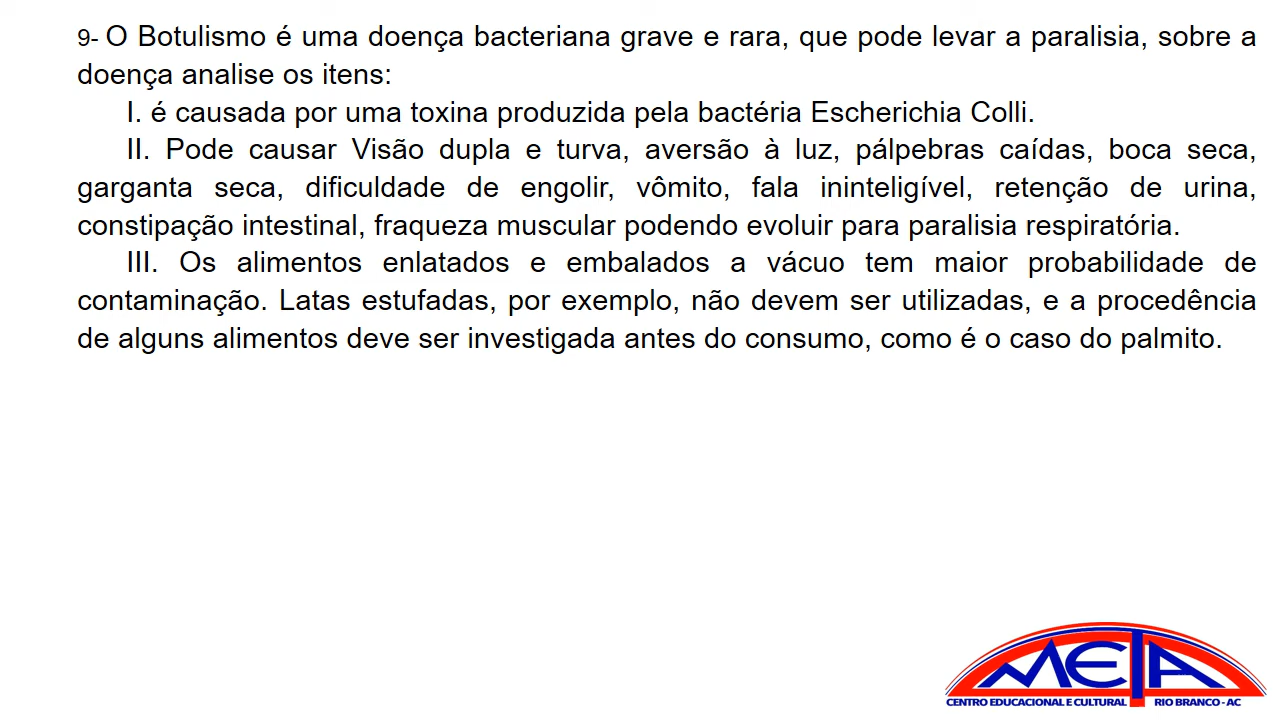 9- O Botulismo é uma doença bacteriana grave e rara, que pode levar a paralisia, sobre a
doença analise os itens:
I. é causada por uma toxina produzida pela bactéria Escherichia Colli.
II. Pode causar Visão dupla e turva, aversão à luz, pálpebras caídas, boca seca,
garganta seca, dificuldade de engolir, vômito, fala ininteligível, retenção de urina,
constipação intestinal, fraqueza muscular podendo evoluir para paralisia respiratória.
III. Os alimentos enlatados e embalados a vácuo tem maior probabilidade de
contaminação. Latas estufadas, por exemplo, não devem ser utilizadas, e a procedência
de alguns alimentos deve ser investigada antes do consumo, como é o caso do palmito.
META
CENTRO EDUCACIONAL E CULTURAL RIO BRANCO - AC